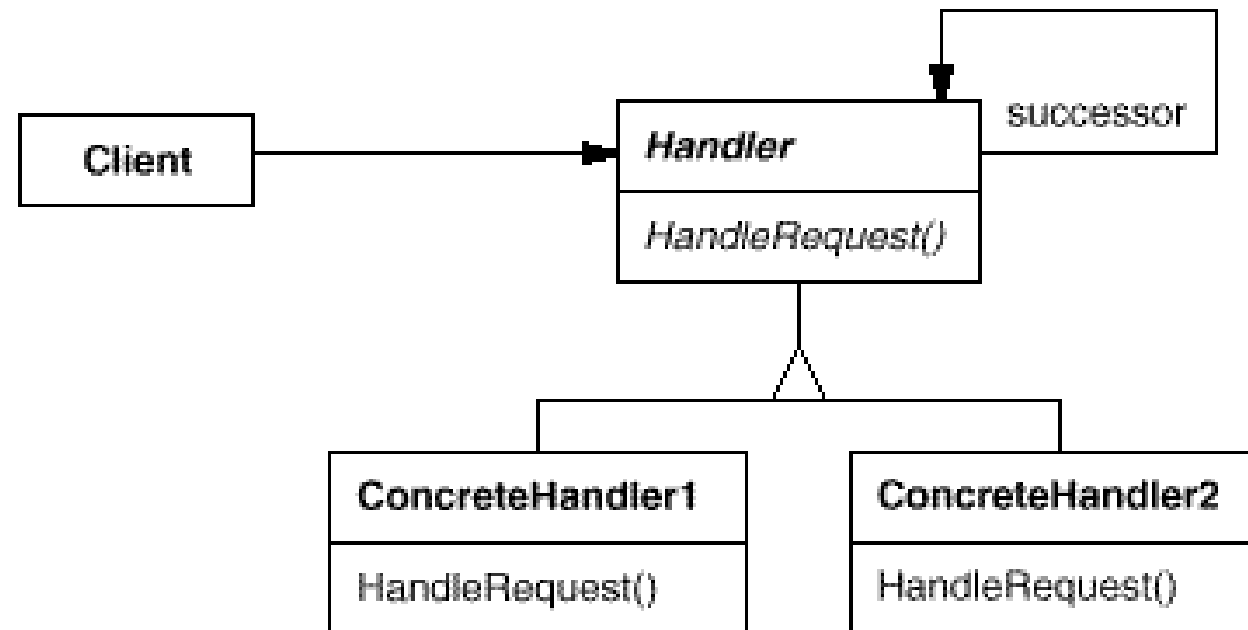 successor
Client
Handler
HandleRequest()
ConcreteHandler1
ConcreteHandler2
HandleRequest()
HandleRequest()